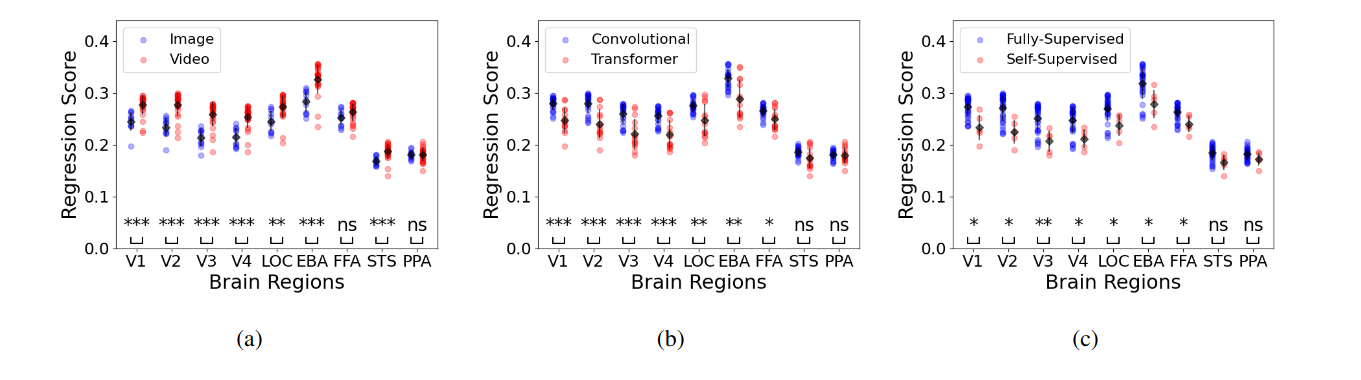 Regression Score
0.4
0.3
0.2
0.1
0.0
Image
Video
*** *** *** *** ** *** ns *** ns
V1 V2 V3 V4 LOC EBA FFA STS PPA
Brain Regions
(a)
Regression Score
0.4
0.3
0.2
0.1
0.0
Convolutional
Transformer
*** *** *** *** ** ** * ns ns
V1 V2 V3 V4 LOC EBA FFA STS PPA
Brain Regions
(b)
Regression Score
0.4
0.3
0.2
0.1
0.0
Fully-Supervised
Self-Supervised
* * ** * * * * ns ns
V1 V2 V3 V4 LOC EBA FFA STS PPA
Brain Regions
(c)